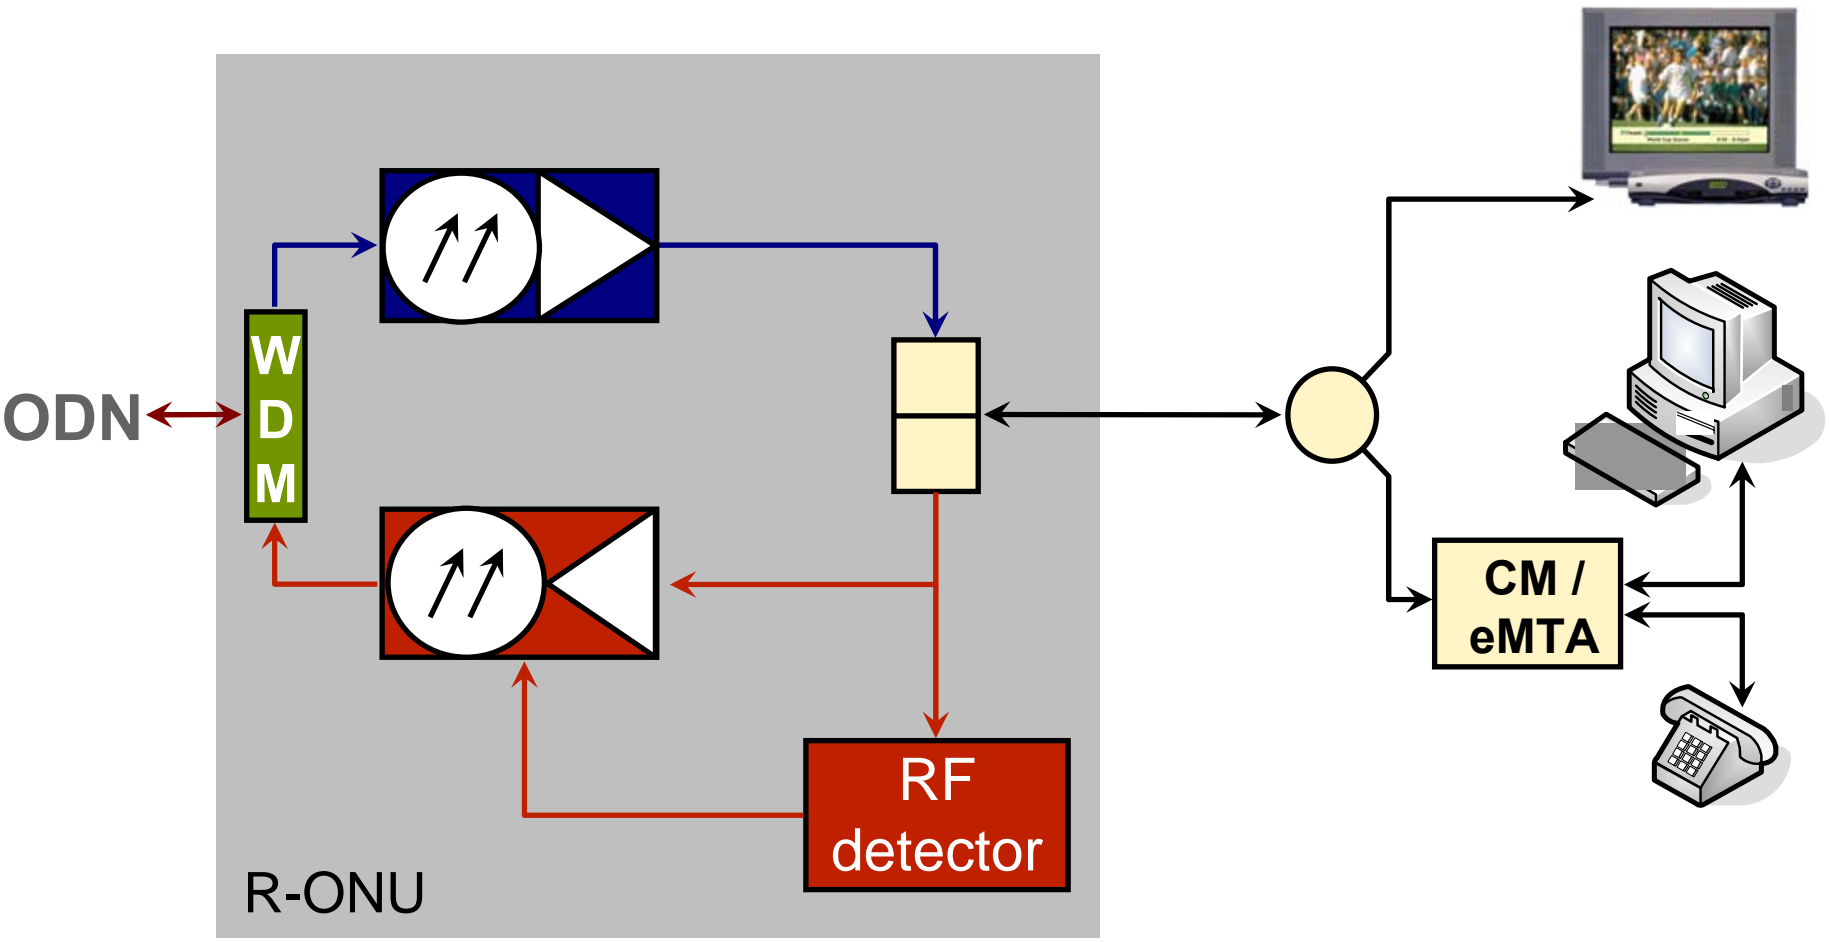 ODN
W
D
M
CM /
eMTA
RF
detector
R-ONU